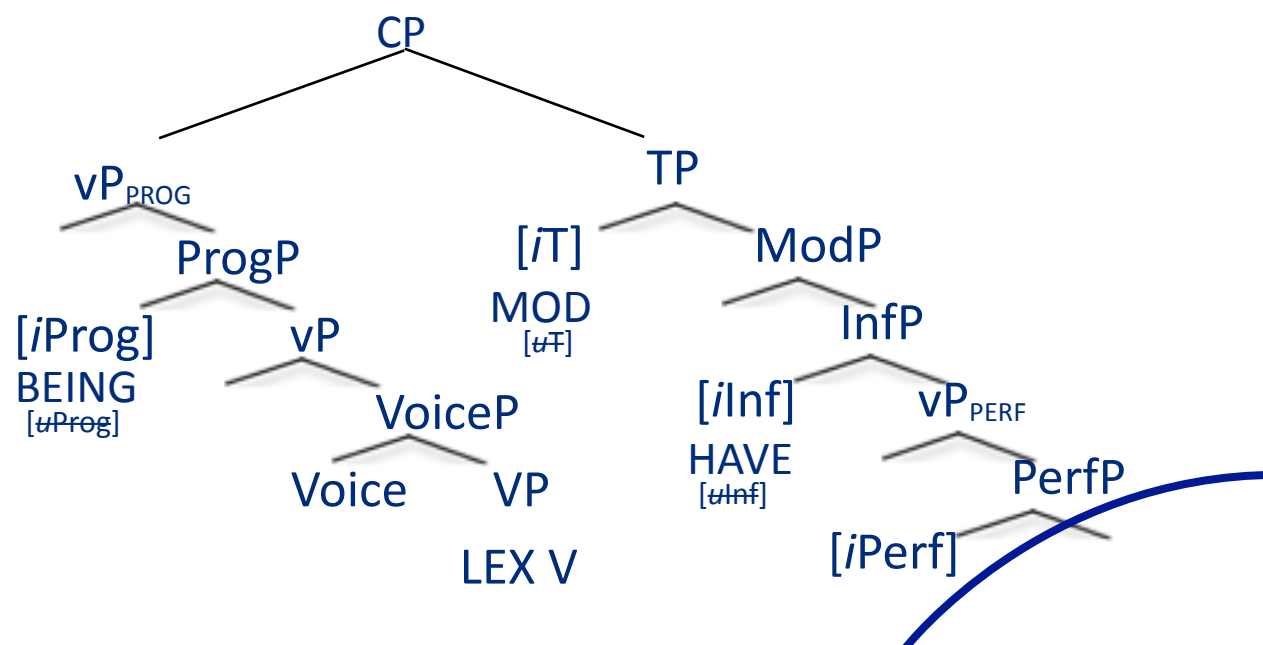 CP
vPPROG
TP
ProgP
[iT]
ModP
MOD
[uT]
[iProg]
vP
InfP
BEING
[uProg]
VoiceP
[iInf]
vPPERF
HAVE
[uInf]
Voice
VP
PerfP
LEX V
[iPerf]